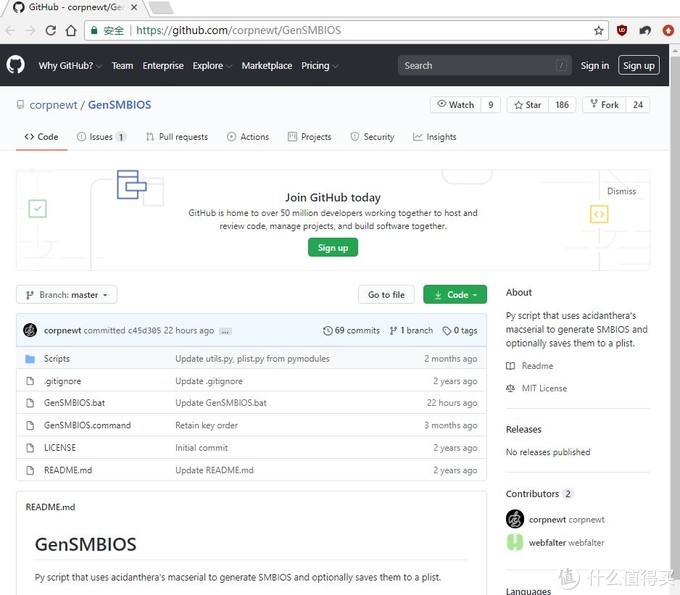 GitHub - corpnewt/Gen
安全 https://github.com/corpnewt/GenSMBIOS
Why GitHub? Team Enterprise Explore Marketplace Pricing Search / Sign in Sign up
corpnewt / GenSMBIOS Watch 9 Star 186 Fork 24
Code Issues 1 Pull requests Actions Projects Security Insights
Join GitHub today
Dismiss
GitHub is home to over 50 million developers working together to host and
review code, manage projects, and build software together.
Sign up
Branch: master Go to file Code
corpnewt committed c45d305 22 hours ago ... 69 commits 1 branch 0 tags
Scripts Update utils.py, plist.py from pymodules 2 months ago
.gitignore Update .gitignore 2 years ago
GenSMBIOS.bat Update GenSMBIOS.bat 22 hours ago
GenSMBIOS.command Retain key order 3 months ago
LICENSE Initial commit 2 years ago
README.md Update README.md 2 years ago
README.md
GenSMBIOS
Py script that uses acidanthera's macserial to generate SMBIOS and optionally saves them to a plist.
About
Py script that uses acidanthera's
macserial to generate SMBIOS and
optionally saves them to a plist.
Readme
MIT License
Releases
No releases published
Contributors 2
corpnewt corpnewt
webfalter webfalter
Languages
值 什么值得买